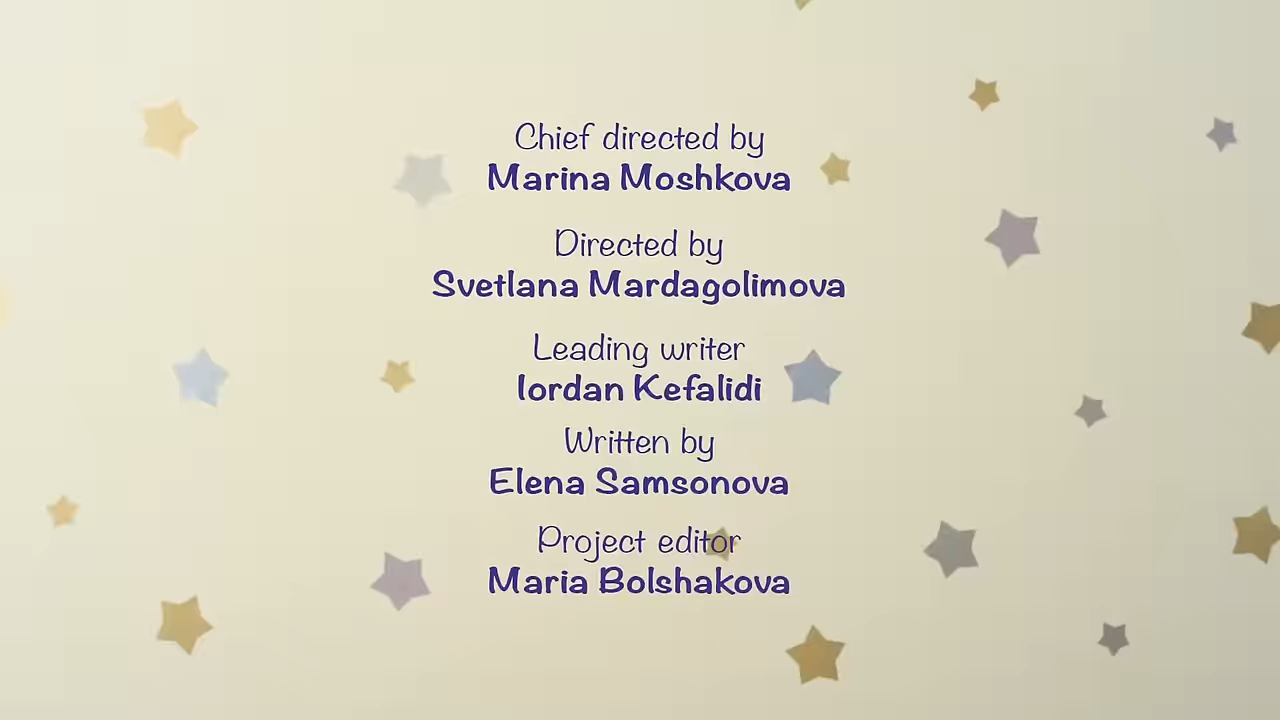 Chief directed by
Marina Moshkova
Directed by
Svetlana Mardagolimova
Leading writer
Iordan Kefalidi
Written by
Elena Samsonova
Project editor
Maria Bolshakova